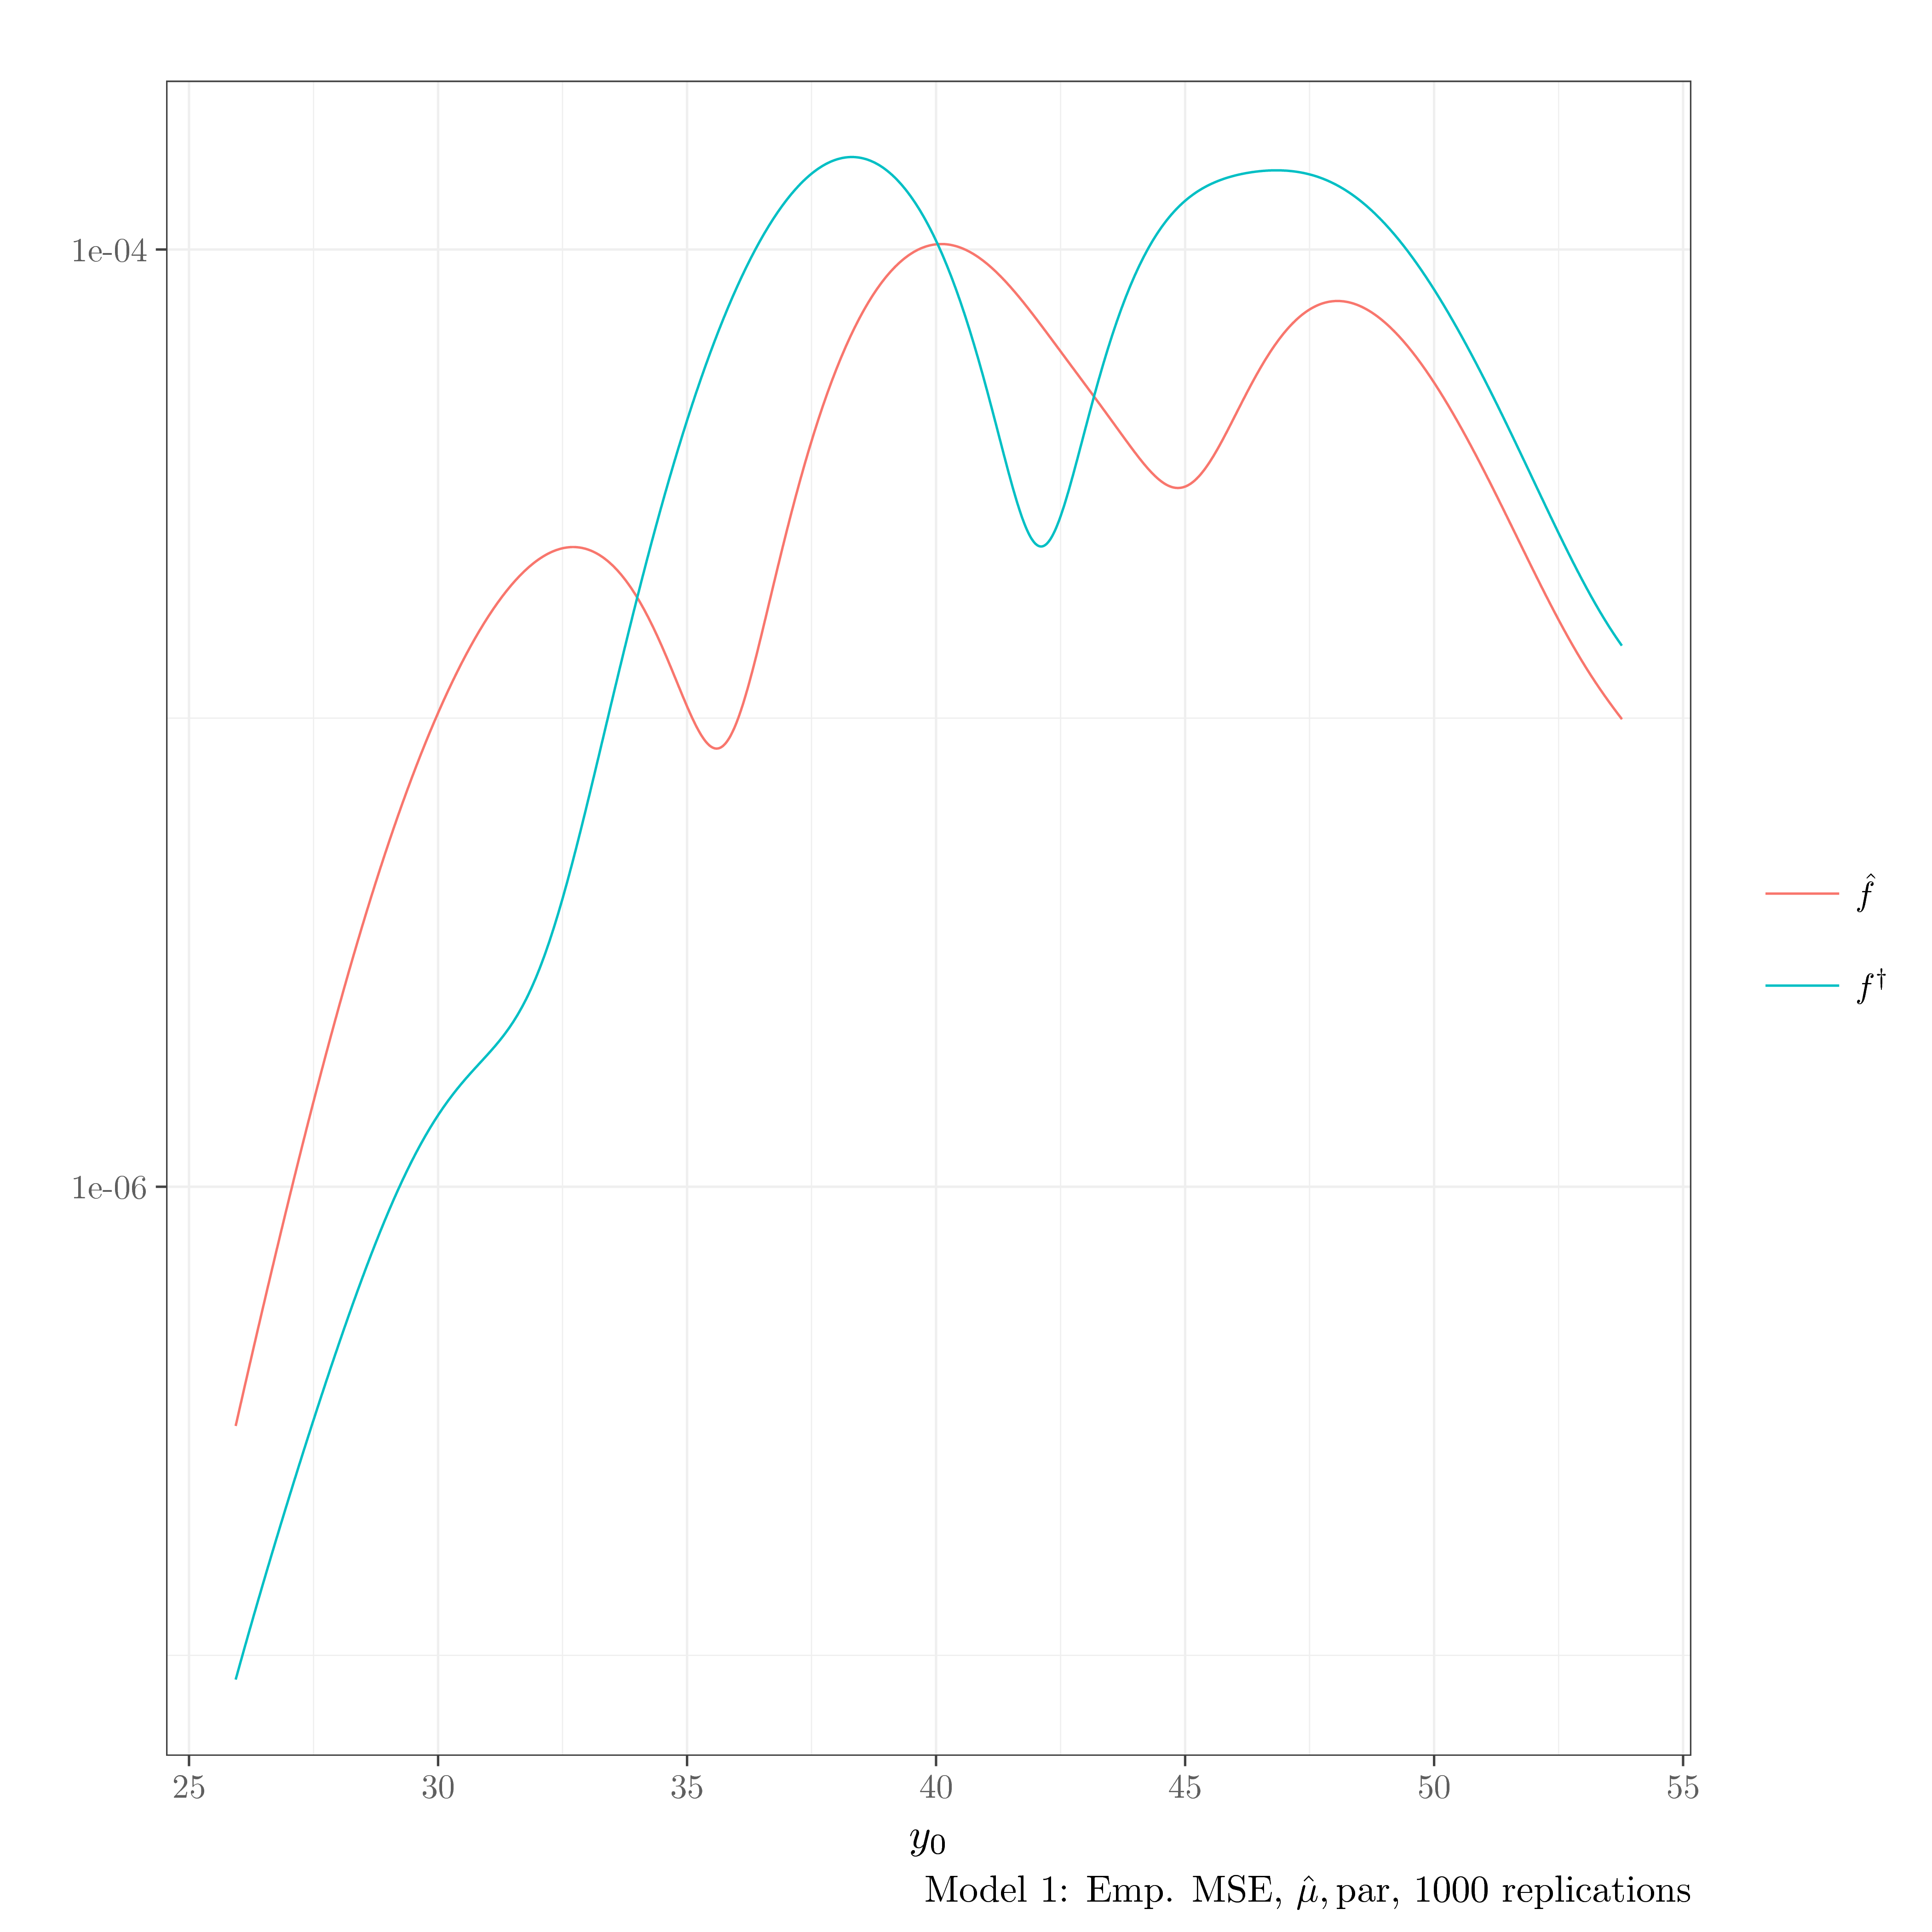 1e-04
1e-06
25 30 35 40 45 50 55
y₀
f̂
f†
Model 1: Emp. MSE, μ̂, par, 1000 replications